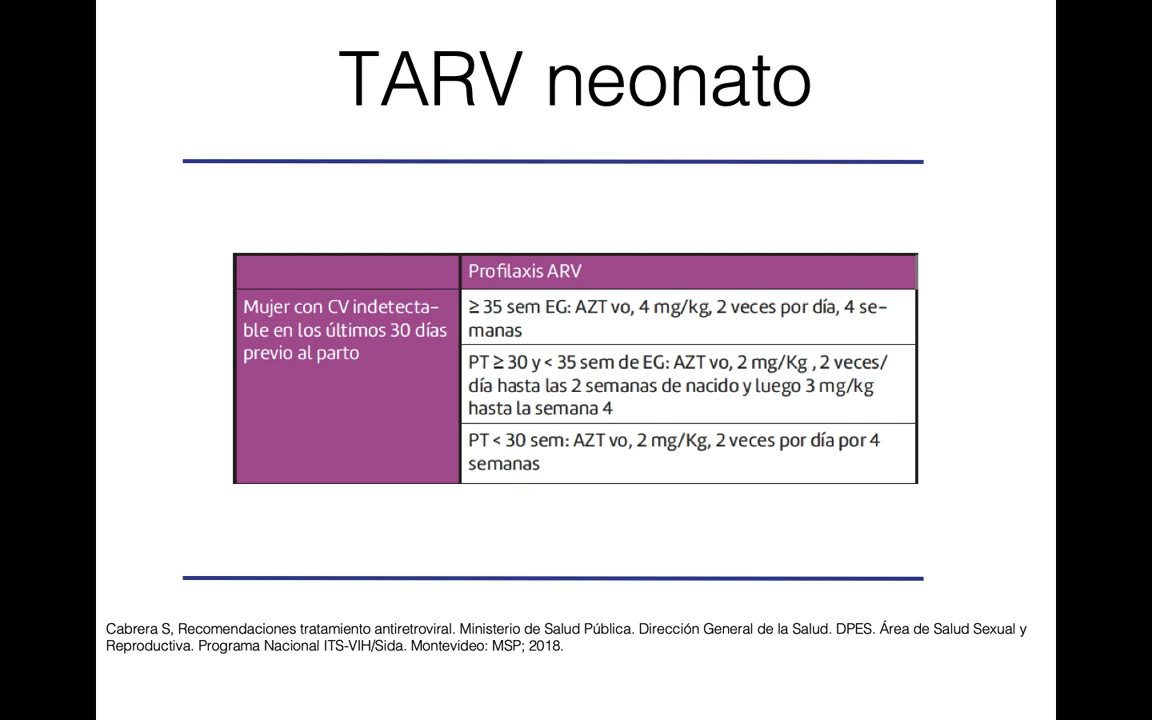 TARV neonato
Profilaxis ARV
Mujer con CV indetecta-
ble en los últimos 30 días
previo al parto
≥ 35 sem EG: AZT vo, 4 mg/kg, 2 veces por día, 4 se-
manas
PT ≥ 30 y < 35 sem de EG: AZT vo, 2 mg/Kg , 2 veces/
día hasta las 2 semanas de nacido y luego 3 mg/kg
hasta la semana 4
PT < 30 sem: AZT vo, 2 mg/Kg, 2 veces por día por 4
semanas
Cabrera S, Recomendaciones tratamiento antiretroviral. Ministerio de Salud Pública. Dirección General de la Salud. DPES. Área de Salud Sexual y
Reproductiva. Programa Nacional ITS-VIH/Sida. Montevideo: MSP; 2018.